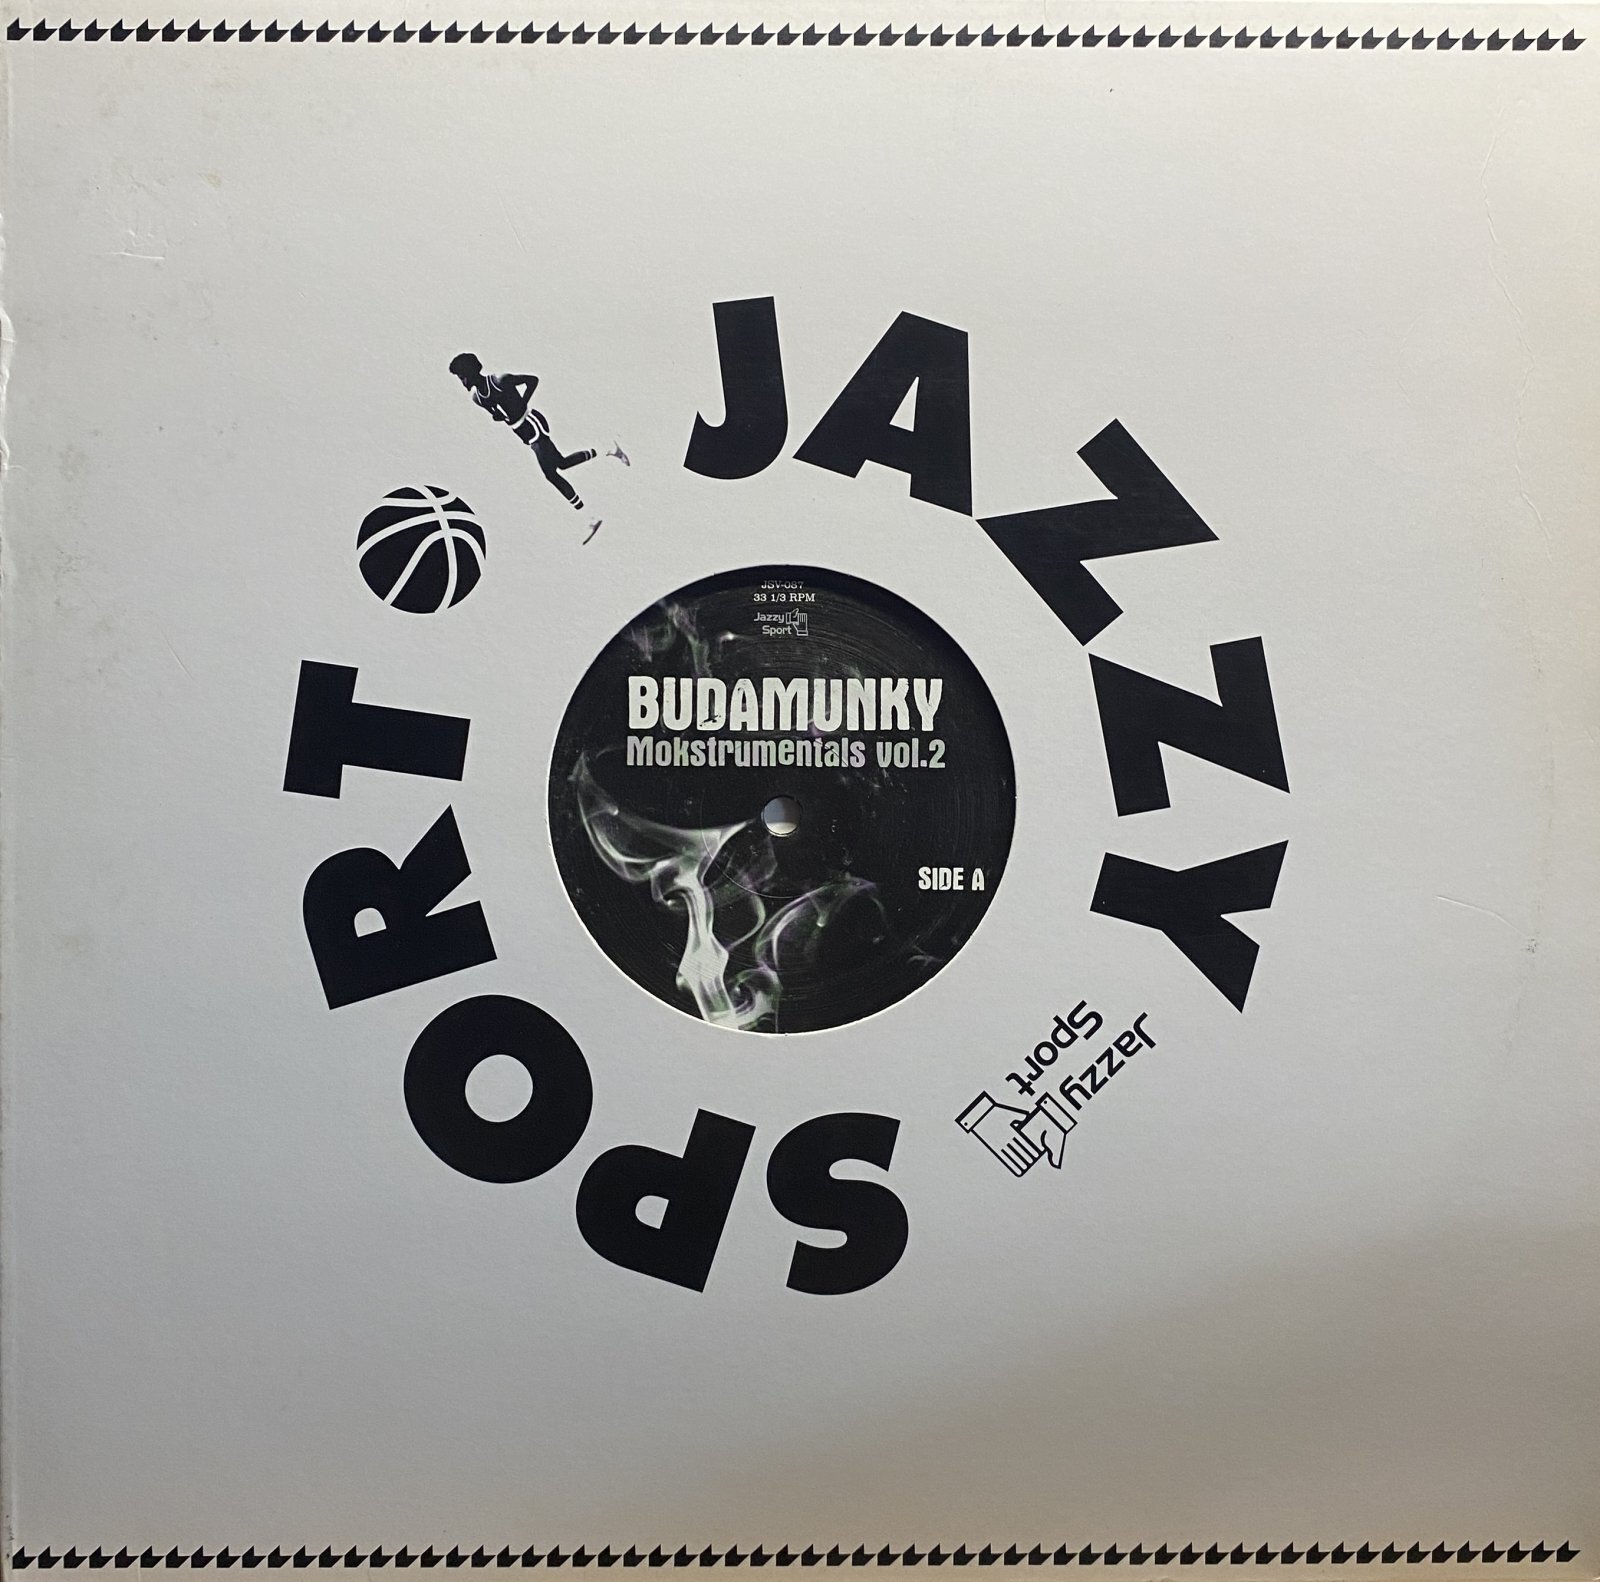 JAZZY
SPORT
Jazzy
Sport
JSV-087
33 1/3 RPM
Jazzy
Sport
BUDAMUNKY
Mokstrumentals vol.2
SIDE A